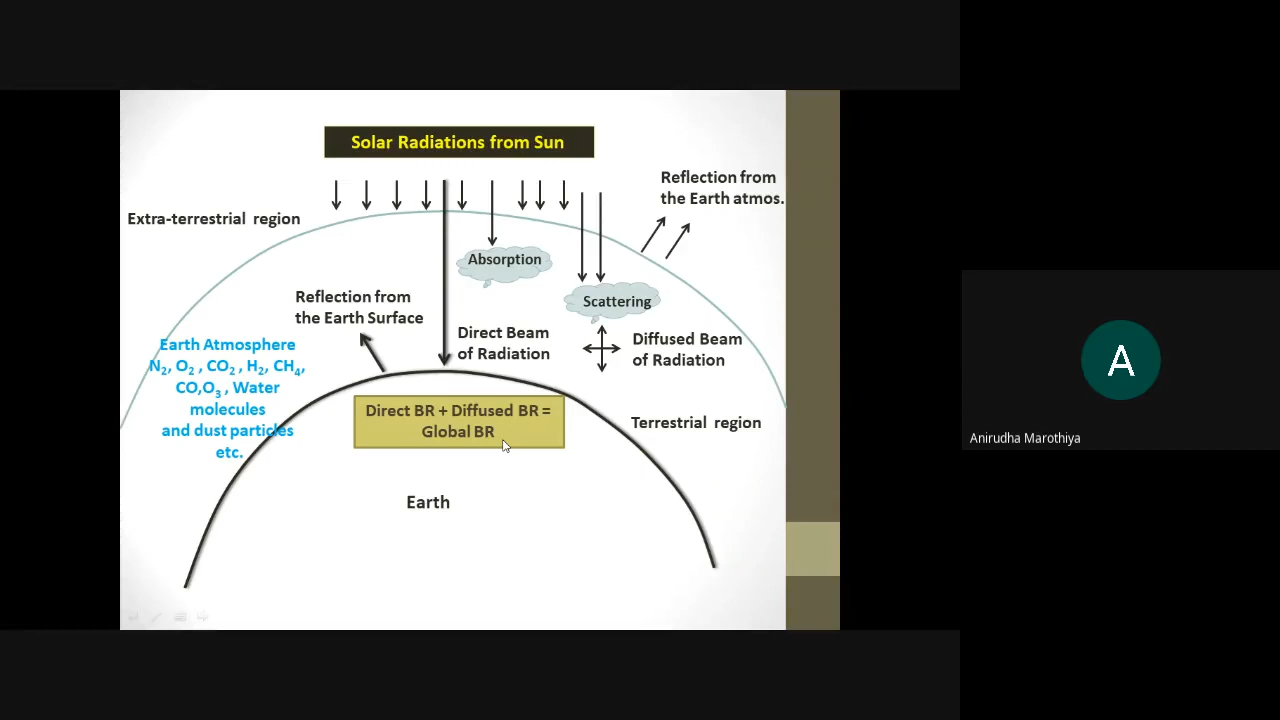 Solar Radiations from Sun
Reflection from
the Earth atmos.
Extra-terrestrial region
Absorption
Scattering
Reflection from
the Earth Surface
Direct Beam
of Radiation
Diffused Beam
of Radiation
Earth Atmosphere
N₂, O₂ , CO₂ , H₂, CH₄,
CO,O₃ , Water
molecules
and dust particles
etc.
Direct BR + Diffused BR =
Global BR
Terrestrial region
Earth
A
Anirudha Marothiya